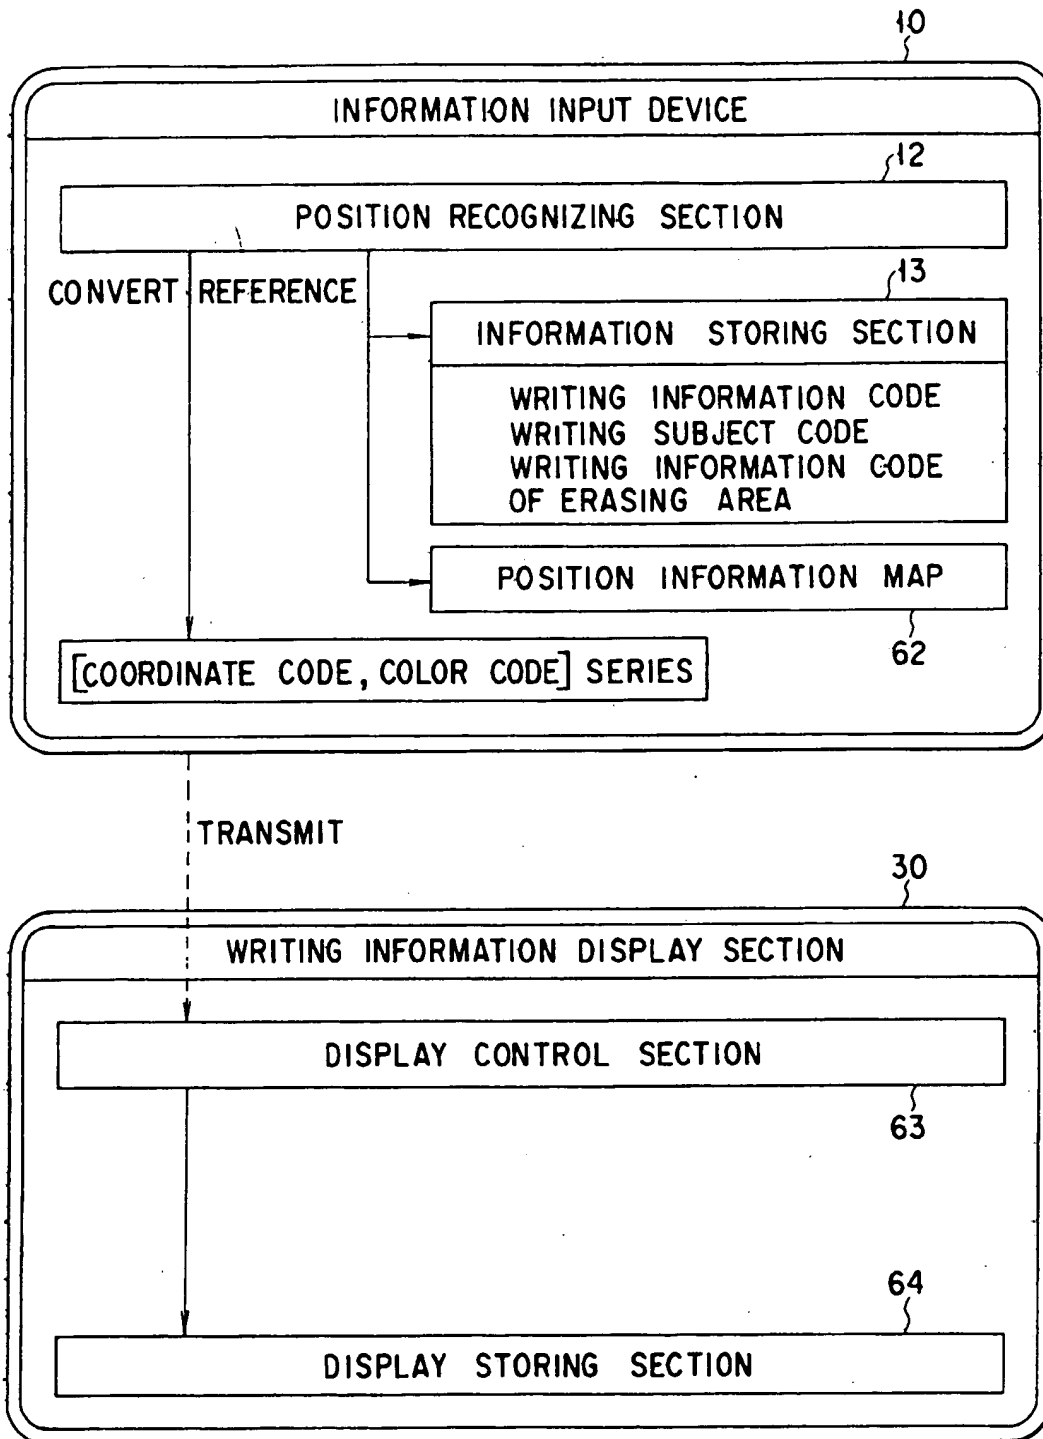 10
INFORMATION INPUT DEVICE
12
POSITION RECOGNIZING SECTION
CONVERT REFERENCE
13
INFORMATION STORING SECTION
WRITING INFORMATION CODE
WRITING SUBJECT CODE
WRITING INFORMATION CODE
OF ERASING AREA
POSITION INFORMATION MAP
62
[COORDINATE CODE, COLOR CODE] SERIES
TRANSMIT
30
WRITING INFORMATION DISPLAY SECTION
DISPLAY CONTROL SECTION
63
64
DISPLAY STORING SECTION